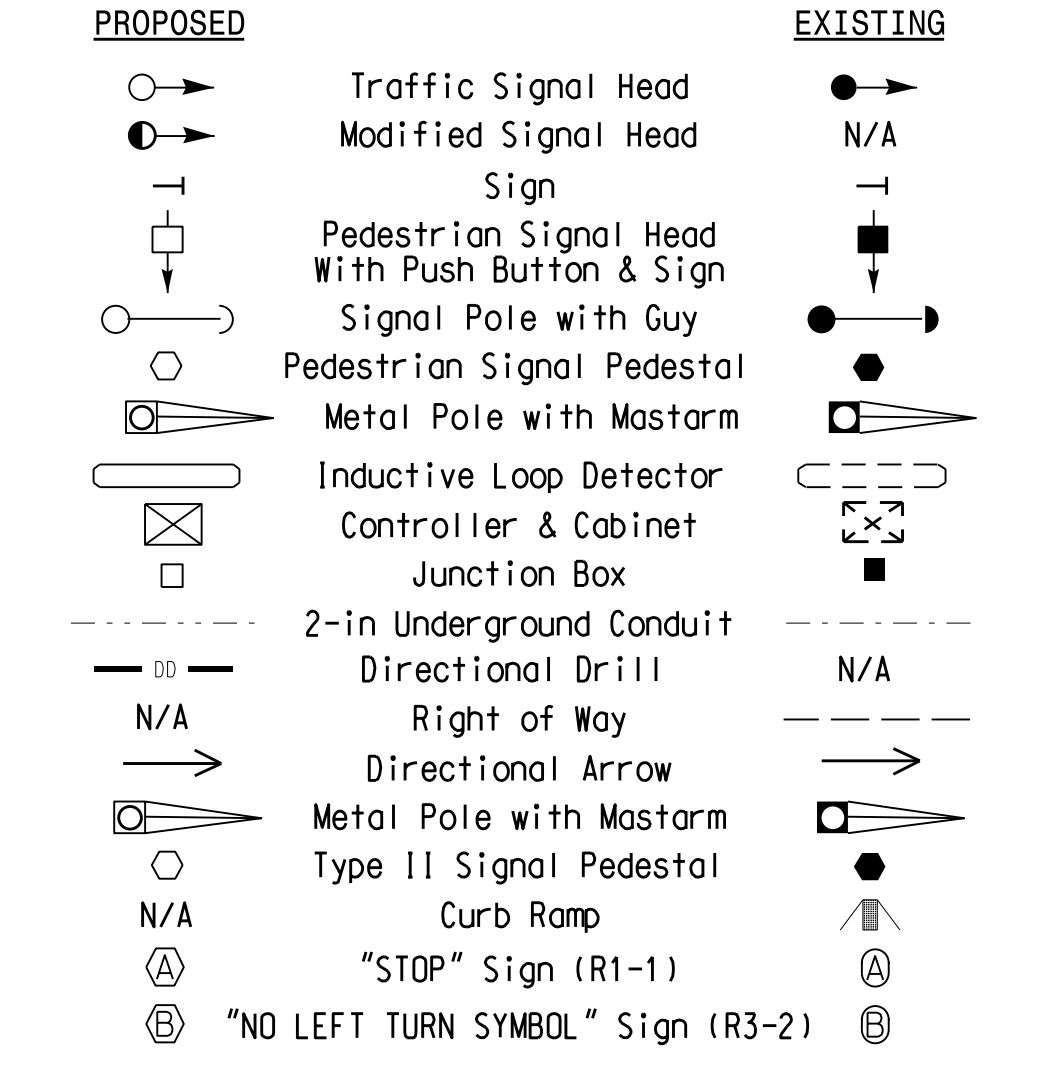 PROPOSED EXISTING
Traffic Signal Head
Modified Signal Head N/A
Sign
Pedestrian Signal Head
With Push Button & Sign
Signal Pole with Guy
Pedestrian Signal Pedestal
Metal Pole with Mastarm
Inductive Loop Detector
Controller & Cabinet
Junction Box
2-in Underground Conduit
DD Directional Drill N/A
N/A Right of Way
Directional Arrow
Metal Pole with Mastarm
Type II Signal Pedestal
N/A Curb Ramp
A "STOP" Sign (R1-1) A
B "NO LEFT TURN SYMBOL" Sign (R3-2) B